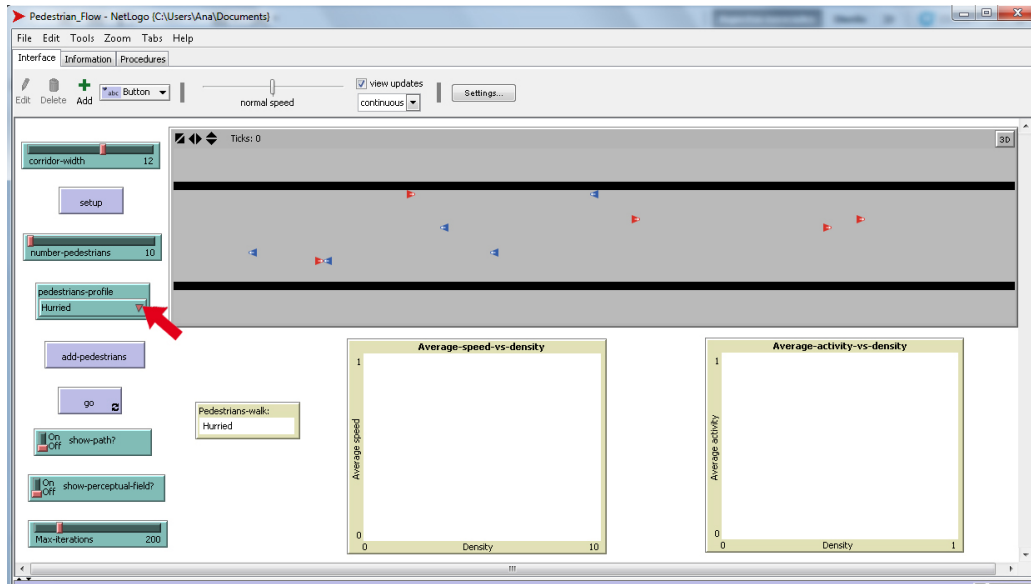 Pedestrian_Flow - NetLogo {C:\Users\Ana\Documents}
File Edit Tools Zoom Tabs Help
Interface Information Procedures
Edit Delete Add abc Button normal speed view updates continuous Settings...
Ticks: 0 3D
corridor-width 12
setup
number-pedestrians 10
pedestrians-profile
Hurried
add-pedestrians
go
On
Off show-path?
On
Off show-perceptual-field?
Max-iterations 200
Pedestrians-walk:
Hurried
Average-speed-vs-density
1
Average speed
0
0 Density 10
Average-activity-vs-density
1
Average activity
0
0 Density 1